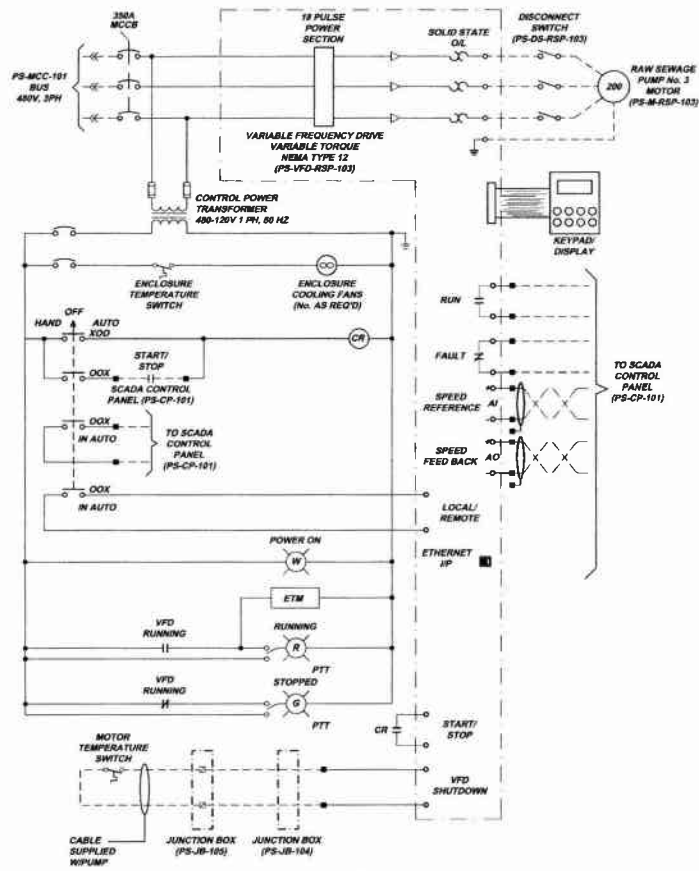 350A
MCCB
18 PULSE
POWER
SECTION
SOLID STATE
O/L
DISCONNECT
SWITCH
(PS-DS-RSP-103)
PS-MCC-101
BUS
480V, 3PH
200
RAW SEWAGE
PUMP No. 3
MOTOR
(PS-M-RSP-103)
VARIABLE FREQUENCY DRIVE
VARIABLE TORQUE
NEMA TYPE 12
(PS-VFD-RSP-103)
CONTROL POWER
TRANSFORMER
480-120V 1 PH, 60 HZ
KEYPAD/
DISPLAY
ENCLOSURE
TEMPERATURE
SWITCH
ENCLOSURE
COOLING FANS
(No. AS REQ'D)
RUN
OFF
HAND
AUTO
XOO
CR
START/
STOP
OOX
SCADA CONTROL
PANEL (PS-CP-101)
FAULT
SPEED
REFERENCE
+
AI
-
TO SCADA
CONTROL
PANEL
(PS-CP-101)
OOX
IN AUTO
TO SCADA
CONTROL
PANEL
(PS-CP-101)
SPEED
FEED BACK
+
AO
-
OOX
IN AUTO
LOCAL/
REMOTE
POWER ON
W
ETHERNET
I/P
ETM
VFD
RUNNING
RUNNING
R
PTT
VFD
RUNNING
STOPPED
G
PTT
CR
START/
STOP
MOTOR
TEMPERATURE
SWITCH
VFD
SHUTDOWN
CABLE
SUPPLIED
W/PUMP
JUNCTION BOX
(PS-JB-105)
JUNCTION BOX
(PS-JB-104)